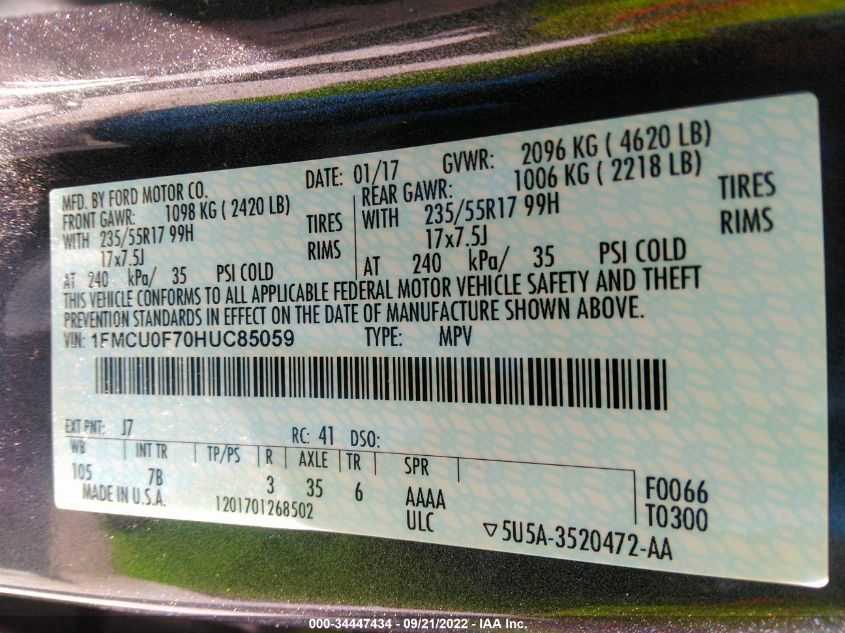 MFD. BY FORD MOTOR CO.
DATE: 01/17 GVWR: 2096 KG ( 4620 LB)
FRONT GAWR: 1098 KG ( 2420 LB) REAR GAWR: 1006 KG ( 2218 LB)
WITH 235/55R17 99H TIRES WITH 235/55R17 99H TIRES
17x7.5J RIMS 17x7.5J RIMS
AT 240 kPa/ 35 PSI COLD AT 240 kPa/ 35 PSI COLD
THIS VEHICLE CONFORMS TO ALL APPLICABLE FEDERAL MOTOR VEHICLE SAFETY AND THEFT
PREVENTION STANDARDS IN EFFECT ON THE DATE OF MANUFACTURE SHOWN ABOVE.
VIN: 1FMCU0F70HUC85059 TYPE: MPV
EXT PNT: J7 RC: 41 DSO:
WB INT TR TP/PS R AXLE TR SPR
105 7B 3 35 6 AAAA F0066
MADE IN U.S.A. 1201701268502 ULC T0300
▽5U5A-3520472-AA
000-34447434 - 09/21/2022 - IAA Inc.